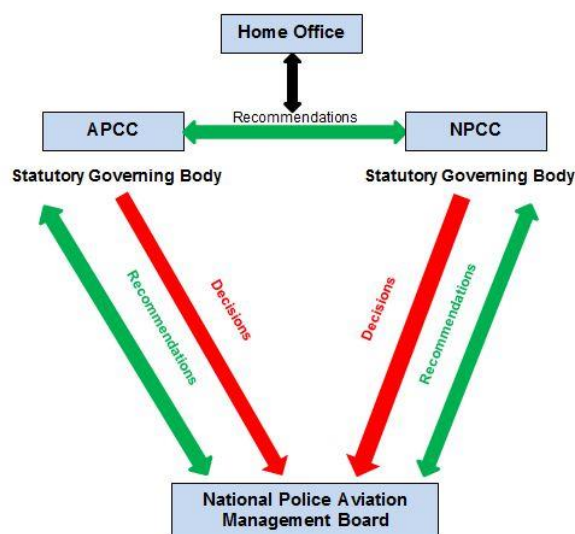 Home Office
Recommendations
APCC
NPCC
Statutory Governing Body
Statutory Governing Body
Recommendations
Decisions
Decisions
Recommendations
National Police Aviation
Management Board